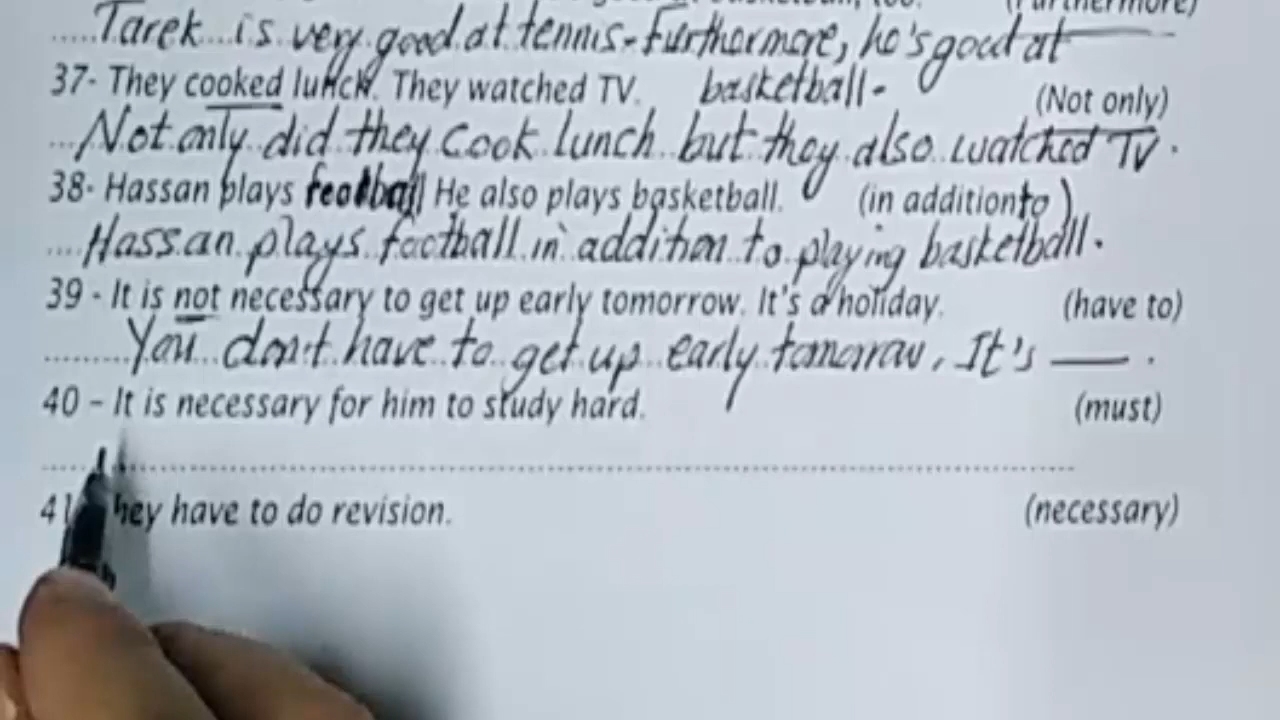 (Furthermore)
Tarek is very good at tennis. Furthermore, he's good at
37- They cooked lunch. They watched TV. basketball. (Not only)
Not only did they cook lunch but they also watched TV.
38- Hassan plays football He also plays basketball. (in addition to)
Hassan plays football in addition to playing basketball.
39 - It is not necessary to get up early tomorrow. It's a holiday. (have to)
You don't have to get up early tomorrow, It's ___ .
40 - It is necessary for him to study hard. (must)
41 hey have to do revision. (necessary)